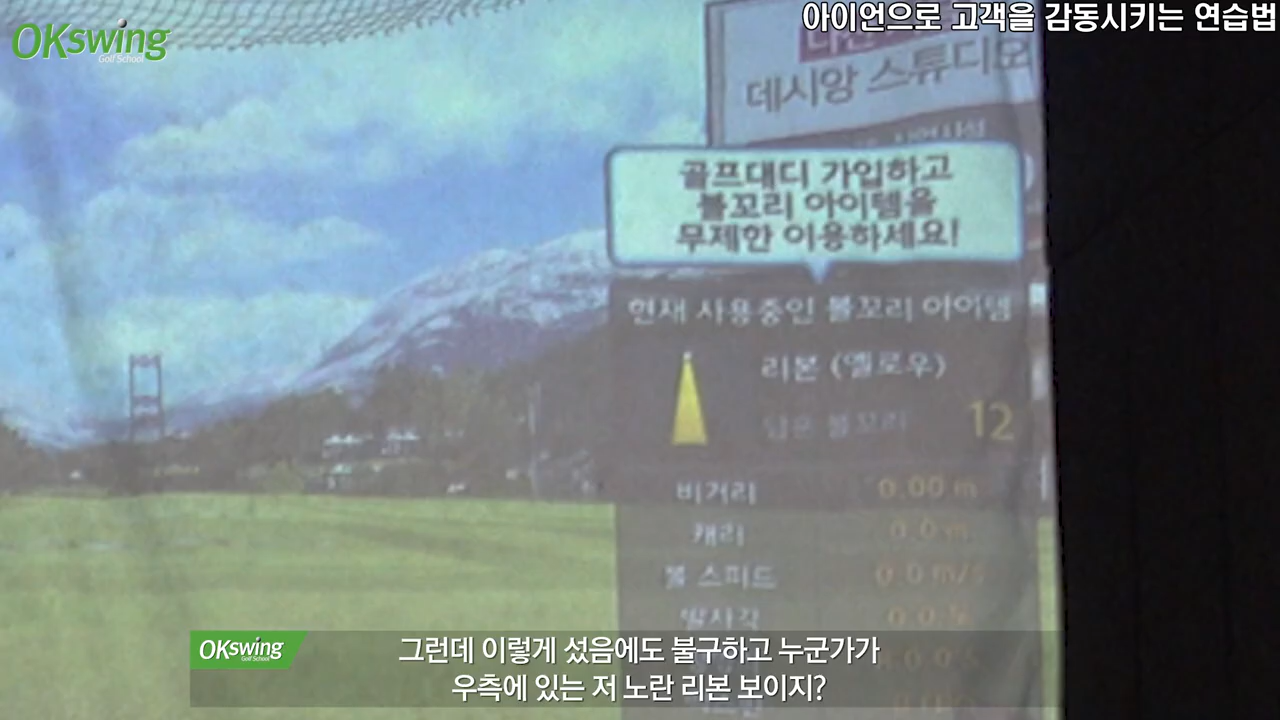 아이언으로 고객을 감동시키는 연습법
OKswing
Golf School
데시앙 스튜디오
골프대디 가입하고
볼꼬리 아이템을
무제한 이용하세요!
현재 사용중인 볼꼬리 아이템
리본 (옐로우)
남은 볼꼬리 12
비거리 0.00 m
캐리 0.0 m
볼 스피드 0.0 m/s
발사각 0.0
OKswing
Golf School
그런데 이렇게 섰음에도 불구하고 누군가가
우측에 있는 저 노란 리본 보이지?